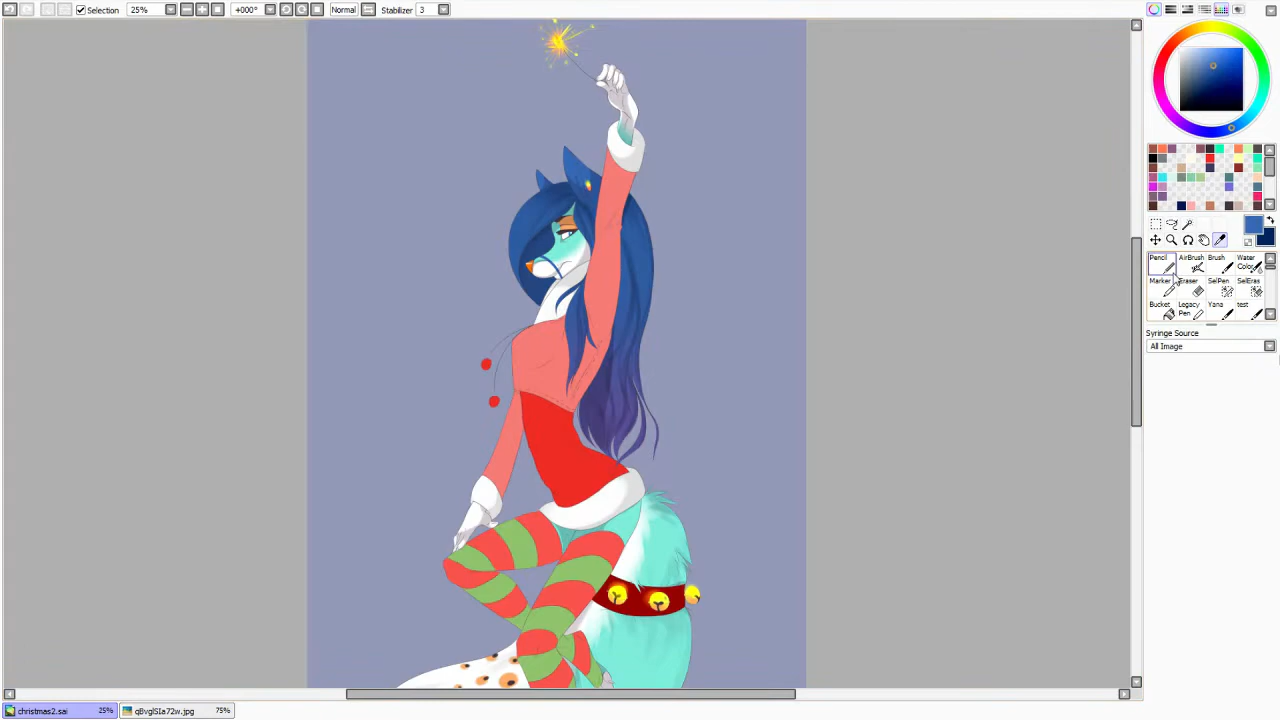 Selection 25% +000° Normal Stabilizer 3
Pencil AirBrush Brush Water Color
Marker Eraser SelPen SelEras
Bucket Legacy Pen Yana test
Syringe Source
All Image
christmas2.sai 25% qBvglSIa72w.jpg 75%